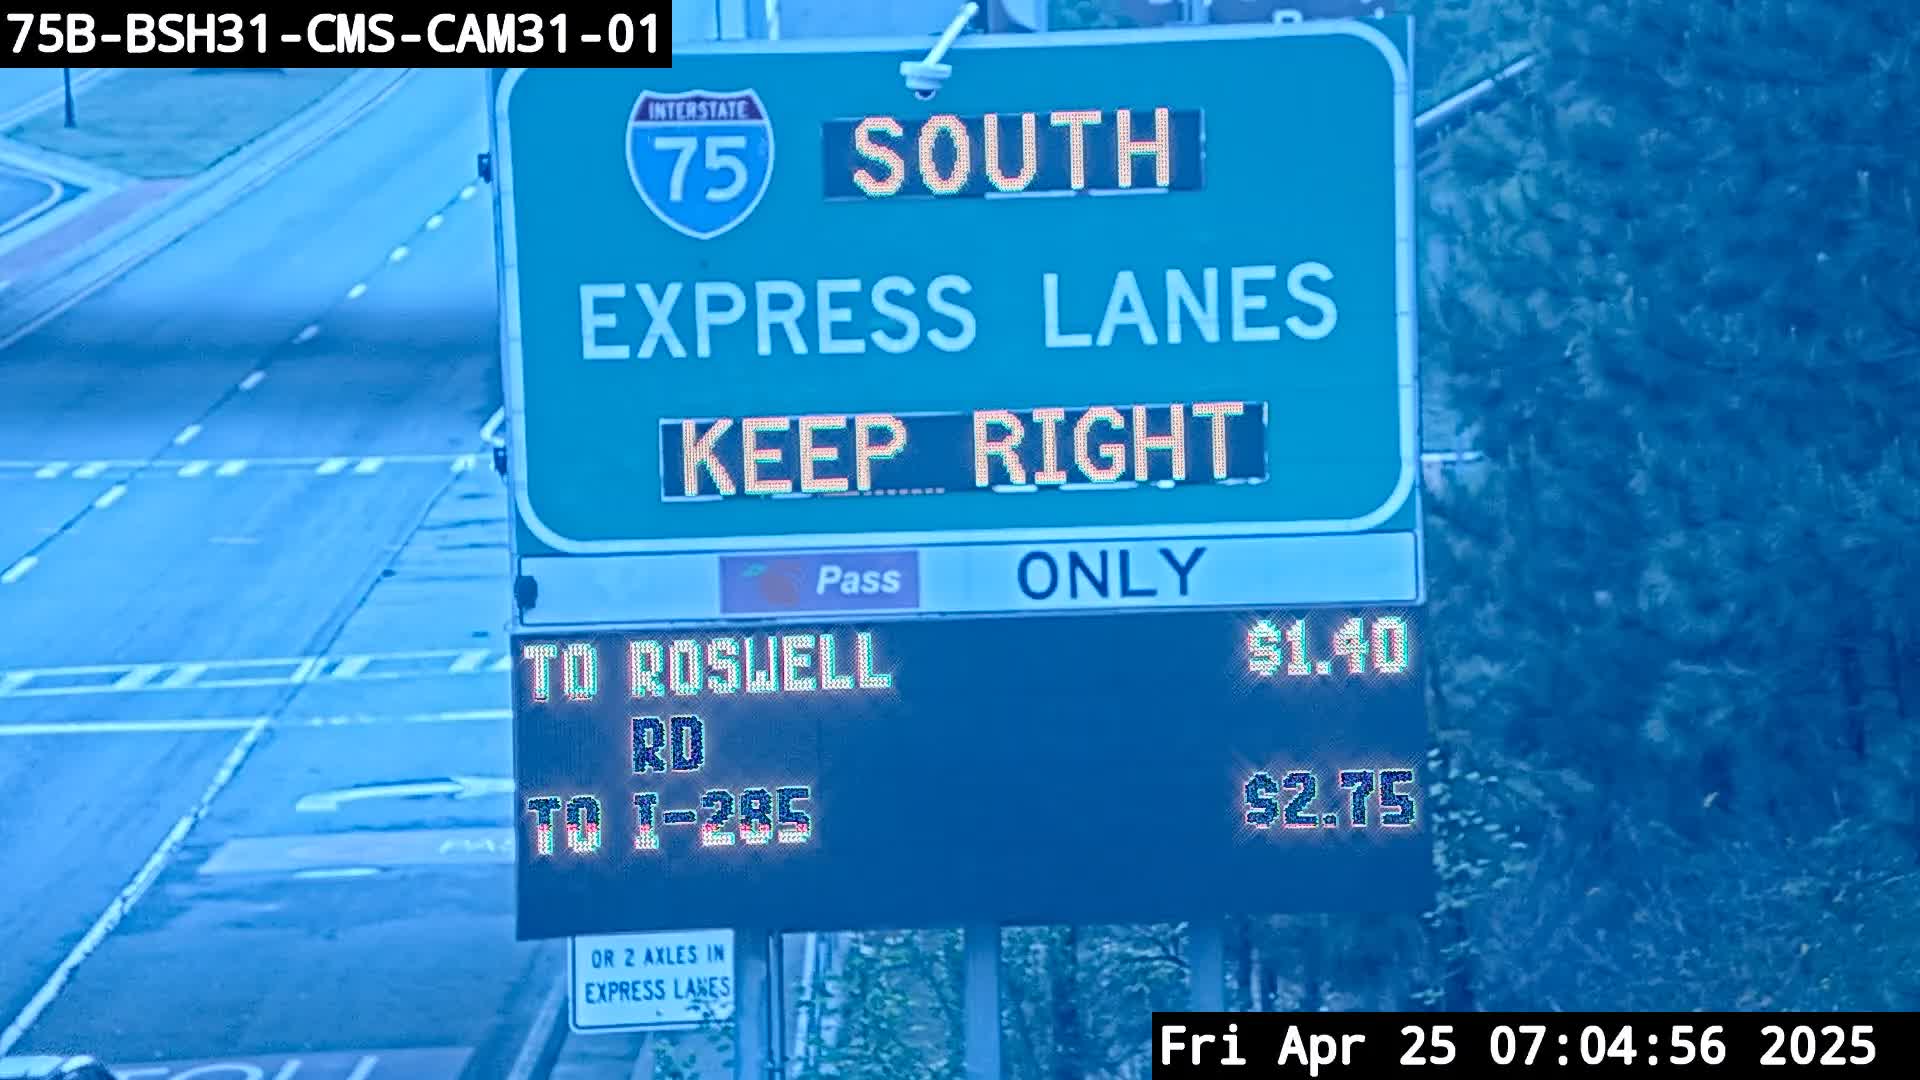 75B-BSH31-CMS-CAM31-01
INTERSTATE
75
SOUTH
EXPRESS LANES
KEEP RIGHT
Pass ONLY
TO ROSWELL $1.40
RD
TO I-285 $2.75
OR 2 AXLES IN
EXPRESS LANES
TOLL
Fri Apr 25 07:04:56 2025